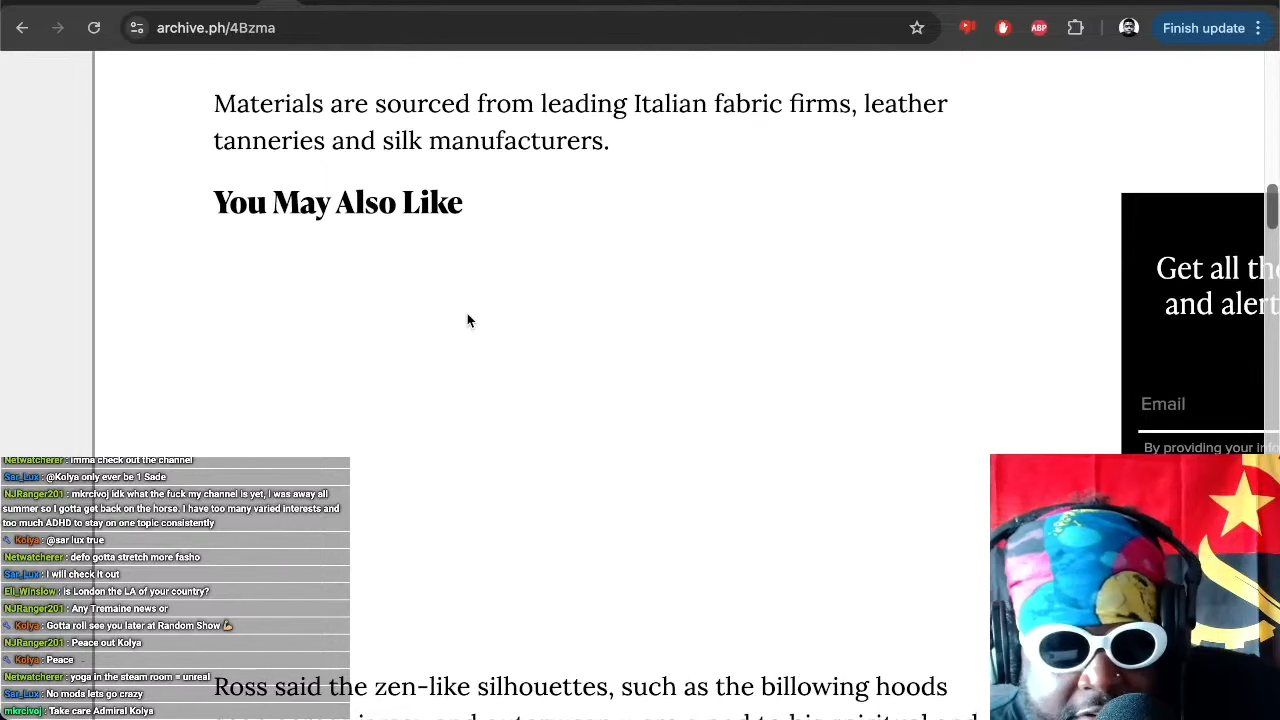 archive.ph/4Bzma
ABP
Finish update
Materials are sourced from leading Italian fabric firms, leather
tanneries and silk manufacturers.
You May Also Like
Get all th
and alert
Email
By providing your info
Netwatcherer : imma check out the channel
Sar_Lux : @Kolya only ever be 1 Sade
NJRanger201 : mkrcivoj idk what the fuck my channel is yet, I was away all
summer so I gotta get back on the horse. I have too many varied interests and
too much ADHD to stay on one topic consistently
Kolya : @sar lux true
Netwatcherer : defo gotta stretch more fasho
Sar_Lux : I will check it out
Eli_Winslow : is London the LA of your country?
NJRanger201 : Any Tremaine news or
Kolya : Gotta roll see you later at Random Show 💪
NJRanger201 : Peace out Kolya
Kolya : Peace
Netwatcherer : yoga in the steam room = unreal
Sar_Lux : No mods lets go crazy
mkrcivoj : Take care Admiral Kolya
Ross said the zen-like silhouettes, such as the billowing hoods